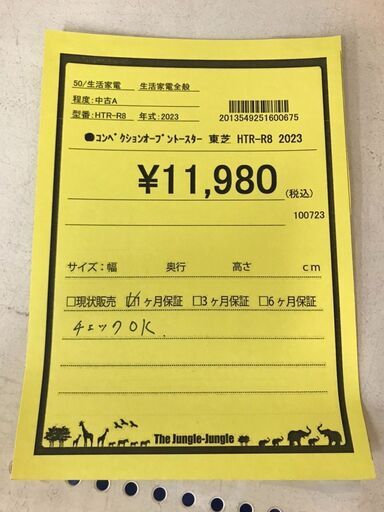 50/生活家電 生活家電全般
程度:中古A
型番:HTR-R8 年式:2023
2013549251600675
●コンベクションオーブントースター 東芝 HTR-R8 2023
¥11,980
(税込)
100723
サイズ:幅 奥行 高さ cm
□現状販売 ☑1ヶ月保証 □3ヶ月保証 □6ヶ月保証
チェックOK.
The Jungle-Jungle